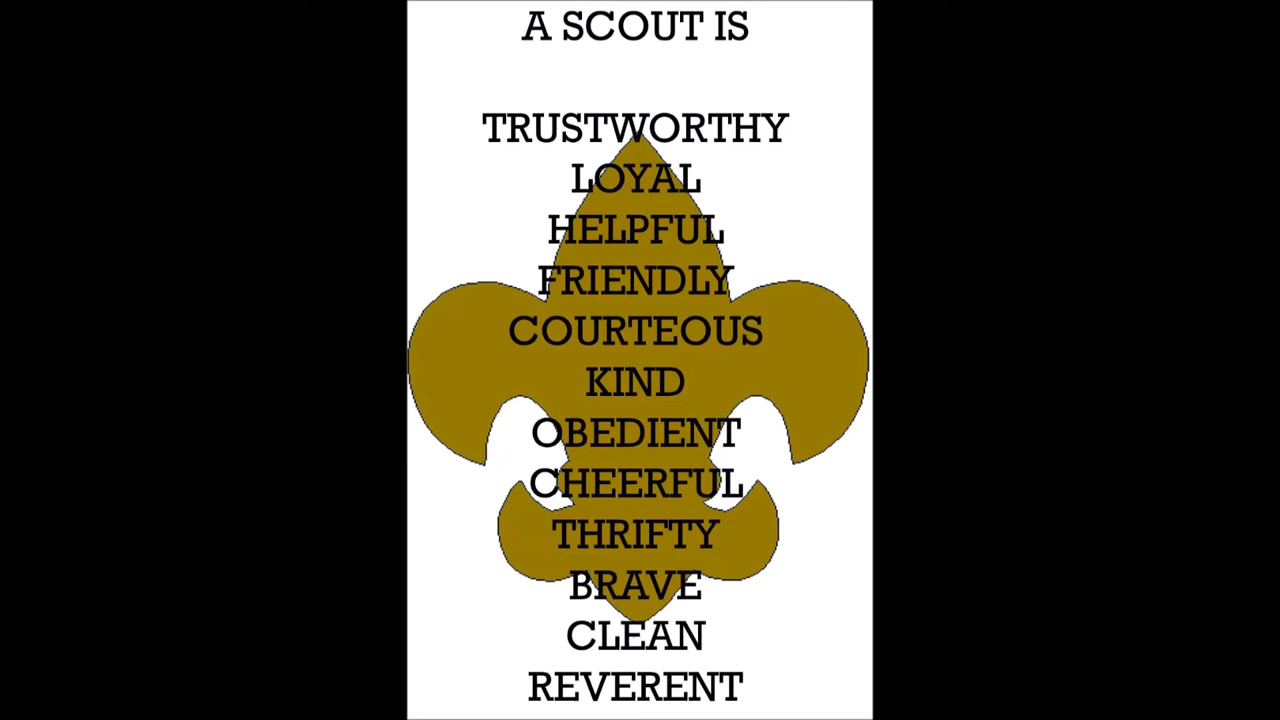 A SCOUT IS
TRUSTWORTHY
LOYAL
HELPFUL
FRIENDLY
COURTEOUS
KIND
OBEDIENT
CHEERFUL
THRIFTY
BRAVE
CLEAN
REVERENT